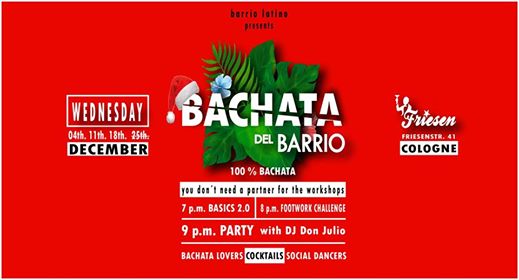 barrio latino
presents
WEDNESDAY
04th. 11th. 18th. 25th.
DECEMBER
BACHATA
DEL BARRIO
100 % BACHATA
Friesen
FRIESENSTR. 41
COLOGNE
you don´t need a partner for the workshops
7 p.m. BASICS 2.0 | 8 p.m. FOOTWORK CHALLENGE
9 p.m. PARTY with DJ Don Julio
BACHATA LOVERS COCKTAILS SOCIAL DANCERS